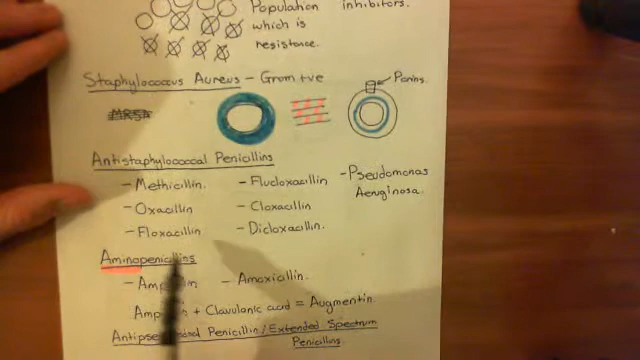 Population inhibitors.
which is
resistance.
Staphylococcus Aureus - Gram +ve
Porins.
MRSA
Antistaphylococcal Penicillins
- Methicillin. - Flucloxacillin - Pseudomonas
Aeruginosa.
- Oxacillin - Cloxacillin
- Floxacillin - Dicloxacillin.
Aminopenicillins
- Amoxicillin.
+ Clavulanic acid = Augmentin.
Penicillin / Extended Spectrum
Penicillins.